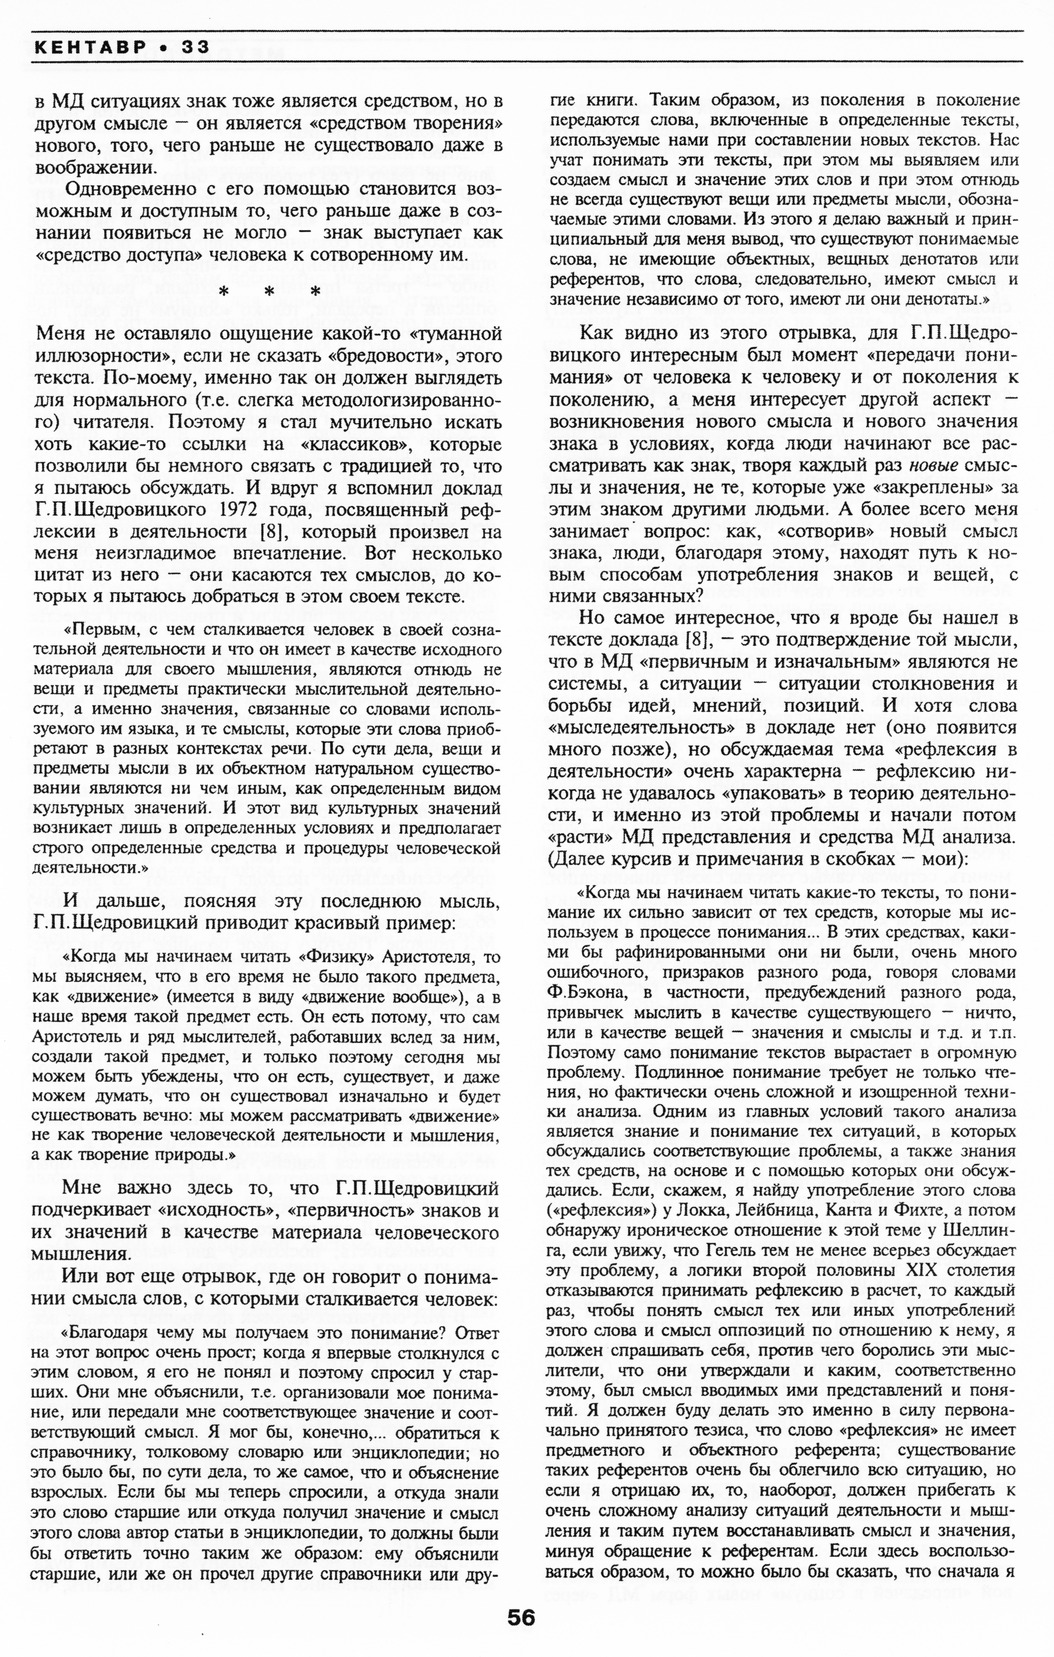 КЕНТАВР • 33
в МД ситуациях знак тоже является средством, но в
другом смысле — он является «средством творения»
нового, того, чего раньше не существовало даже в
воображении.
Одновременно с его помощью становится воз-
можным и доступным то, чего раньше даже в соз-
нании появиться не могло — знак выступает как
«средство доступа» человека к сотворенному им.
* * *
Меня не оставляло ощущение какой-то «туманной
иллюзорности», если не сказать «бредовости», этого
текста. По-моему, именно так он должен выглядеть
для нормального (т.е. слегка методологизированно-
го) читателя. Поэтому я стал мучительно искать
хоть какие-то ссылки на «классиков», которые
позволили бы немного связать с традицией то, что
я пытаюсь обсуждать. И вдруг я вспомнил доклад
Г.П.Щедровицкого 1972 года, посвященный реф-
лексии в деятельности [8], который произвел на
меня неизгладимое впечатление. Вот несколько
цитат из него — они касаются тех смыслов, до ко-
торых я пытаюсь добраться в этом своем тексте.
«Первым, с чем сталкивается человек в своей созна-
тельной деятельности и что он имеет в качестве исходного
материала для своего мышления, являются отнюдь не
вещи и предметы практически мыслительной деятельно-
сти, а именно значения, связанные со словами исполь-
зуемого им языка, и те смыслы, которые эти слова приоб-
ретают в разных контекстах речи. По сути дела, вещи и
предметы мысли в их объектном натуральном существо-
вании являются ни чем иным, как определенным видом
культурных значений. И этот вид культурных значений
возникает лишь в определенных условиях и предполагает
строго определенные средства и процедуры человеческой
деятельности.»
И дальше, поясняя эту последнюю мысль,
Г.П.Щедровицкий приводит красивый пример:
«Когда мы начинаем читать «Физику» Аристотеля, то
мы выясняем, что в его время не было такого предмета,
как «движение» (имеется в виду «движение вообще»), а в
наше время такой предмет есть. Он есть потому, что сам
Аристотель и ряд мыслителей, работавших вслед за ним,
создали такой предмет, и только поэтому сегодня мы
можем быть убеждены, что он есть, существует, и даже
можем думать, что он существовал изначально и будет
существовать вечно: мы можем рассматривать «движение»
не как творение человеческой деятельности и мышления,
а как творение природы.»
Мне важно здесь то, что Г.П.Щедровицкий
подчеркивает «исходность», «первичность» знаков и
их значений в качестве материала человеческого
мышления.
Или вот еще отрывок, где он говорит о понима-
нии смысла слов, с которыми сталкивается человек:
«Благодаря чему мы получаем это понимание? Ответ
на этот вопрос очень прост; когда я впервые столкнулся с
этим словом, я его не понял и поэтому спросил у стар-
ших. Они мне объяснили, т.е. организовали мое понима-
ние, или передали мне соответствующее значение и соот-
ветствующий смысл. Я мог бы, конечно,... обратиться к
справочнику, толковому словарю или энциклопедии; но
это было бы, по сути дела, то же самое, что и объяснение
взрослых. Если бы мы теперь спросили, а откуда знали
это слово старшие или откуда получил значение и смысл
этого слова автор статьи в энциклопедии, то должны были
бы ответить точно таким же образом: ему объяснили
старшие, или же он прочел другие справочники или дру-
гие книги. Таким образом, из поколения в поколение
передаются слова, включенные в определенные тексты,
используемые нами при составлении новых текстов. Нас
учат понимать эти тексты, при этом мы выявляем или
создаем смысл и значение этих слов и при этом отнюдь
не всегда существуют вещи или предметы мысли, обозна-
чаемые этими словами. Из этого я делаю важный и прин-
ципиальный для меня вывод, что существуют понимаемые
слова, не имеющие объектных, вещных денотатов или
референтов, что слова, следовательно, имеют смысл и
значение независимо от того, имеют ли они денотаты.»
Как видно из этого отрывка, для Г.П.Щедро-
вицкого интересным был момент «передачи пони-
мания» от человека к человеку и от поколения к
поколению, а меня интересует другой аспект —
возникновения нового смысла и нового значения
знака в условиях, когда люди начинают все рас-
сматривать как знак, творя каждый раз новые смыс-
лы и значения, не те, которые уже «закреплены» за
этим знаком другими людьми. А более всего меня
занимает вопрос: как, «сотворив» новый смысл
знака, люди, благодаря этому, находят путь к но-
вым способам употребления знаков и вещей, с
ними связанных?
Но самое интересное, что я вроде бы нашел в
тексте доклада [8], — это подтверждение той мысли,
что в МД «первичным и изначальным» являются не
системы, а ситуации — ситуации столкновения и
борьбы идей, мнений, позиций. И хотя слова
«мыследеятельность» в докладе нет (оно появится
много позже), но обсуждаемая тема «рефлексия в
деятельности» очень характерна — рефлексию ни-
когда не удавалось «упаковать» в теорию деятельно-
сти, и именно из этой проблемы и начали потом
«расти» МД представления и средства МД анализа.
(Далее курсив и примечания в скобках — мои):
«Когда мы начинаем читать какие-то тексты, то пони-
мание их сильно зависит от тех средств, которые мы ис-
пользуем в процессе понимания... В этих средствах, каки-
ми бы рафинированными они ни были, очень много
ошибочного, призраков разного рода, говоря словами
Ф.Бэкона, в частности, предубеждений разного рода,
привычек мыслить в качестве существующего — ничто,
или в качестве вещей — значения и смыслы и т.д. и т.п.
Поэтому само понимание текстов вырастает в огромную
проблему. Подлинное понимание требует не только чте-
ния, но фактически очень сложной и изощренной техни-
ки анализа. Одним из главных условий такого анализа
является знание и понимание тех ситуаций, в которых
обсуждались соответствующие проблемы, а также знания
тех средств, на основе и с помощью которых они обсуж-
дались. Если, скажем, я найду употребление этого слова
(«рефлексия») у Локка, Лейбница, Канта и Фихте, а потом
обнаружу ироническое отношение к этой теме у Шеллин-
га, если увижу, что Гегель тем не менее всерьез обсуждает
эту проблему, а логики второй половины XIX столетия
отказываются принимать рефлексию в расчет, то каждый
раз, чтобы понять смысл тех или иных употреблений
этого слова и смысл оппозиций по отношению к нему, я
должен спрашивать себя, против чего боролись эти мыс-
лители, что они утверждали и каким, соответственно
этому, был смысл вводимых ими представлений и поня-
тий. Я должен буду делать это именно в силу первона-
чально принятого тезиса, что слово «рефлексия» не имеет
предметного и объектного референта; существование
таких референтов очень бы облегчило всю ситуацию, но
если я отрицаю их, то, наоборот, должен прибегать к
очень сложному анализу ситуаций деятельности и мыш-
ления и таким путем восстанавливать смысл и значения,
минуя обращение к референтам. Если здесь воспользо-
ваться образом, то можно было бы сказать, что сначала я
56